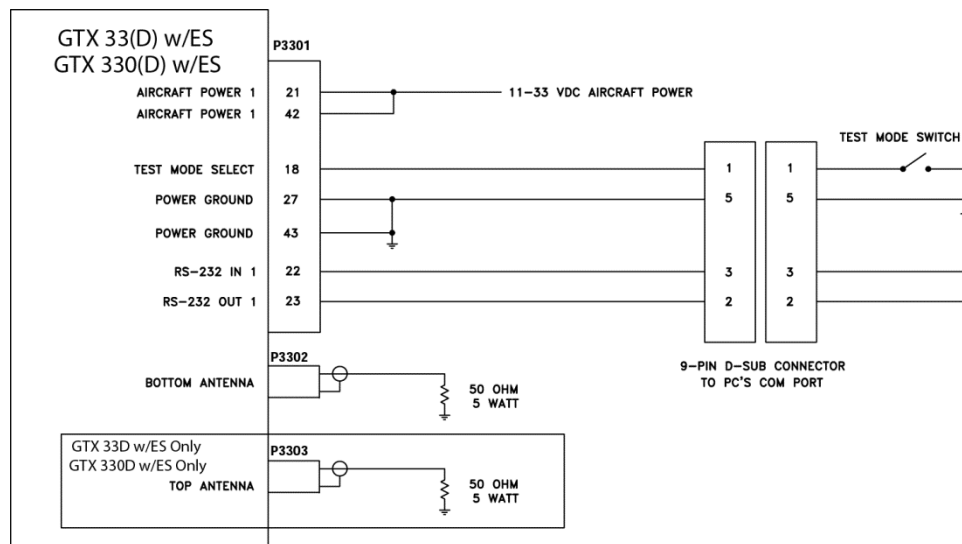 GTX 33(D) w/ES
GTX 330(D) w/ES
P3301
AIRCRAFT POWER 1 21 11-33 VDC AIRCRAFT POWER
AIRCRAFT POWER 1 42
TEST MODE SWITCH
TEST MODE SELECT 18 1 1
POWER GROUND 27 5 5
POWER GROUND 43
RS-232 IN 1 22 3 3
RS-232 OUT 1 23 2 2
9-PIN D-SUB CONNECTOR
TO PC'S COM PORT
P3302
BOTTOM ANTENNA
50 OHM
5 WATT
GTX 33D w/ES Only
GTX 330D w/ES Only
P3303
TOP ANTENNA
50 OHM
5 WATT